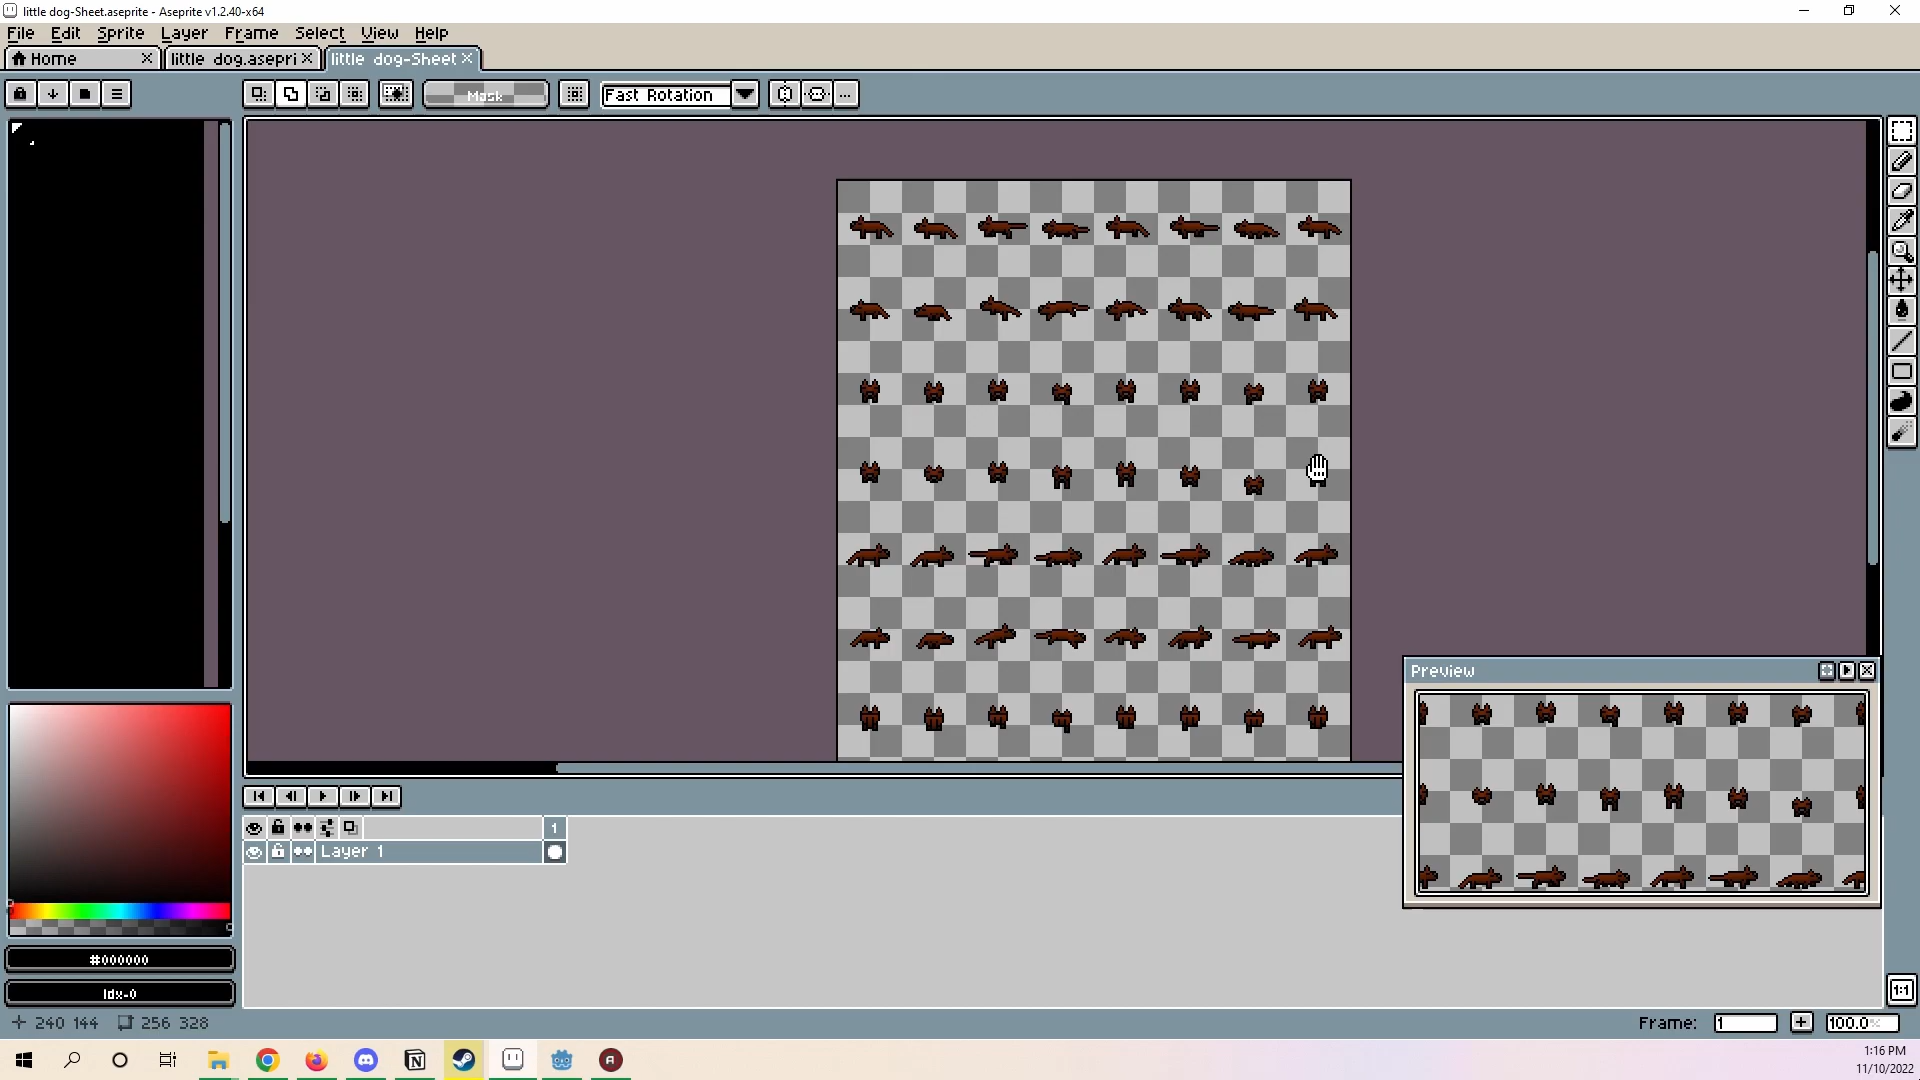 little dog-Sheet.aseprite - Aseprite v1.2.40-x64
File Edit Sprite Layer Frame Select View Help
Home little dog.asepri little dog-Sheet
Mask Fast Rotation
Preview
1
Layer 1
#000000
Idx-0
240 144 256 328 Frame: 1 100.0%
1:1
1:16 PM
11/10/2022